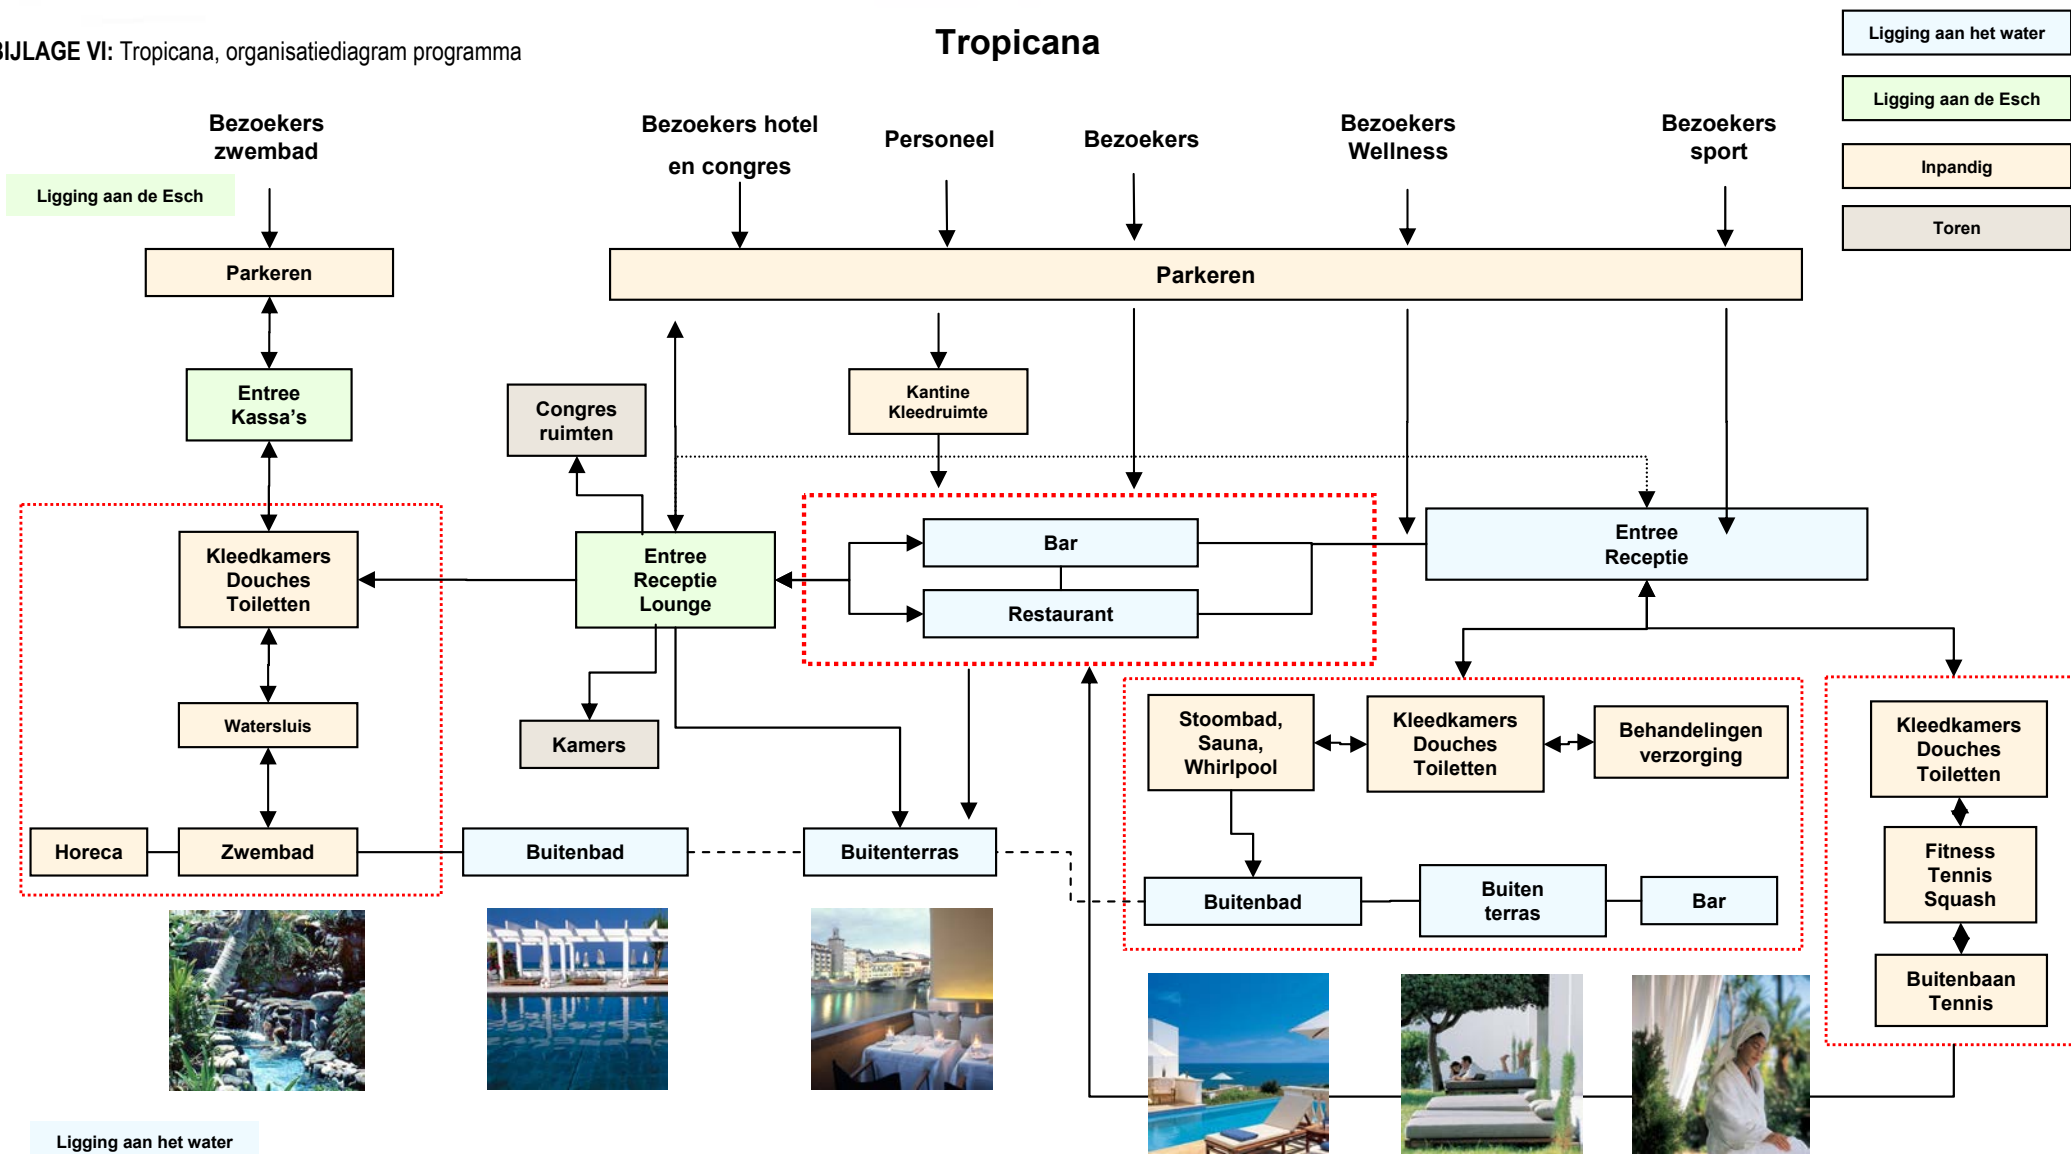 BIJLAGE VI: Tropicana, organisatiediagram programma
Tropicana
Ligging aan het water
Ligging aan de Esch
Inpandig
Toren
Bezoekers
zwembad
Bezoekers hotel
en congres
Personeel
Bezoekers
Bezoekers
Wellness
Bezoekers
sport
Ligging aan de Esch
Parkeren
Parkeren
Entree
Kassa’s
Congres
ruimten
Kantine
Kleedruimte
Kleedkamers
Douches
Toiletten
Entree
Receptie
Lounge
Bar
Restaurant
Entree
Receptie
Watersluis
Kamers
Stoombad,
Sauna,
Whirlpool
Kleedkamers
Douches
Toiletten
Behandelingen
verzorging
Kleedkamers
Douches
Toiletten
Horeca
Zwembad
Buitenbad
Buitenterras
Buitenbad
Buiten
terras
Bar
Fitness
Tennis
Squash
Buitenbaan
Tennis
Ligging aan het water